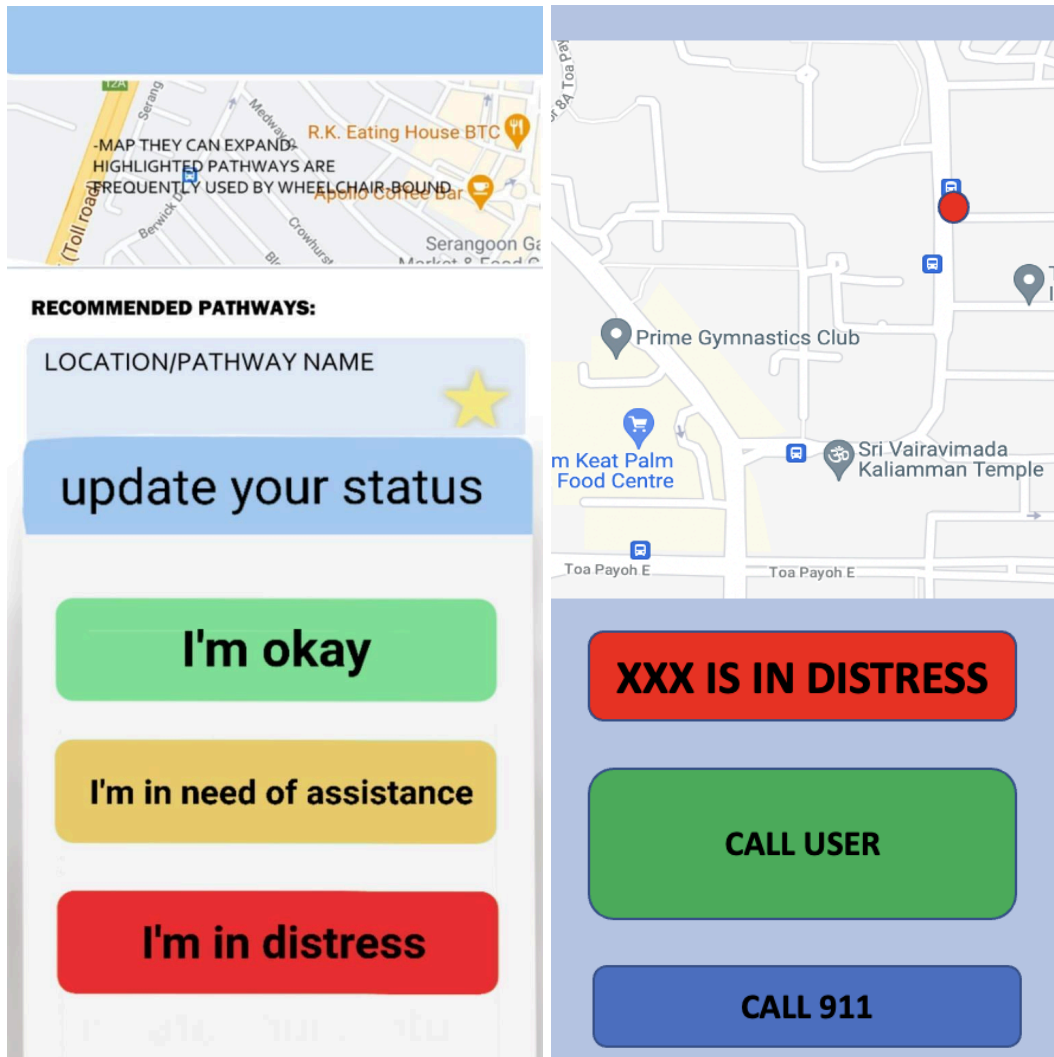 12A
Serang
Medway
R.K. Eating House BTC
-MAP THEY CAN EXPAND-
HIGHLIGHTED PATHWAYS ARE
FREQUENTLY USED BY WHEELCHAIR-BOUND
Apollo Coffee Bar
(Toll road)
Berwick D
Crowhurst
Serangoon Ga
Market & Food C
RECOMMENDED PATHWAYS:
LOCATION/PATHWAY NAME
update your status
I'm okay
I'm in need of assistance
I'm in distress
or 8A Toa Pay
Prime Gymnastics Club
m Keat Palm
Food Centre
Sri Vairavimada
Kaliamman Temple
Toa Payoh E
Toa Payoh E
XXX IS IN DISTRESS
CALL USER
CALL 911